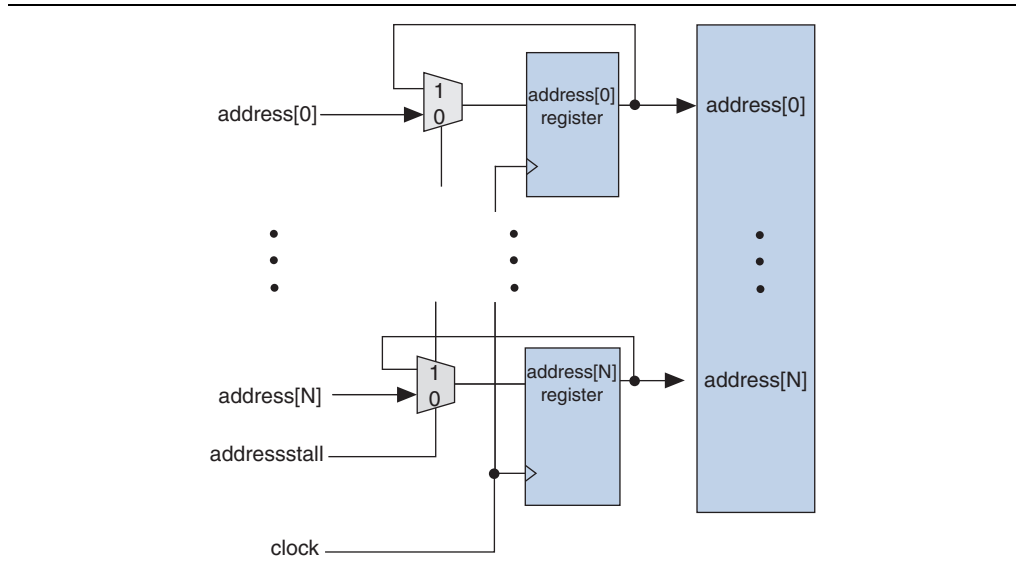 address[0]
1
0
address[0]
register
address[0]
address[N]
1
0
address[N]
register
address[N]
addressstall
clock